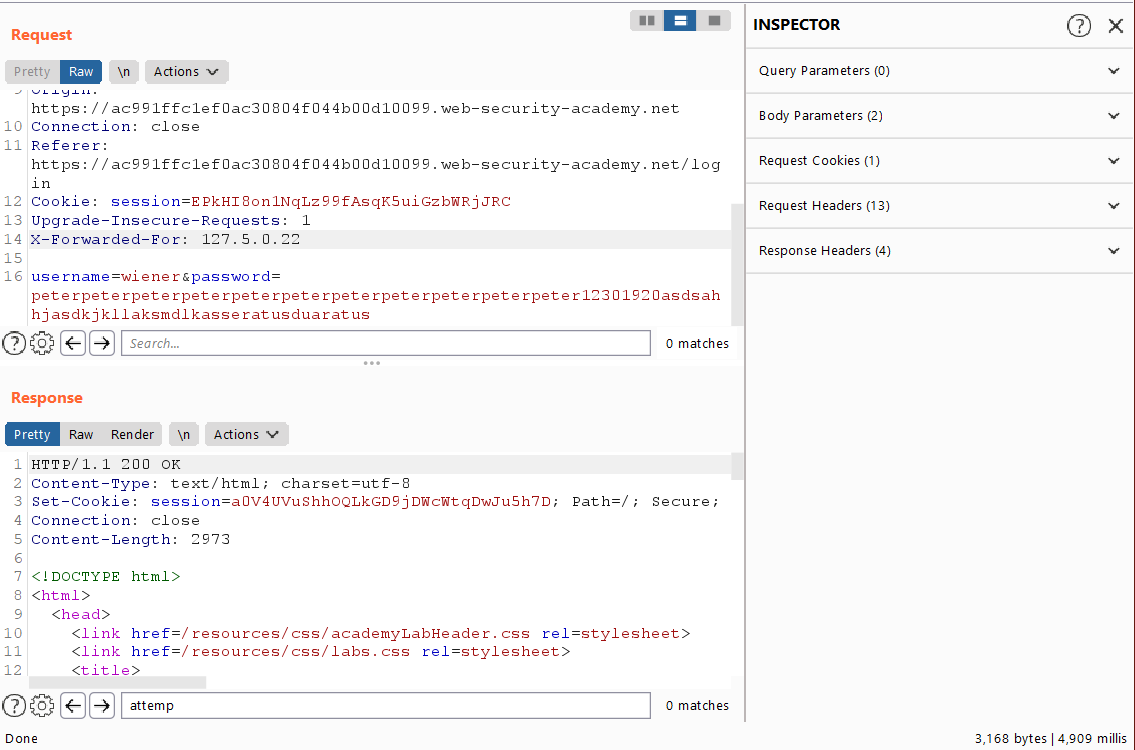 Request
Pretty Raw \n Actions
9 Origin:
https://ac991ffc1ef0ac30804f044b00d10099.web-security-academy.net
10 Connection: close
11 Referer:
https://ac991ffc1ef0ac30804f044b00d10099.web-security-academy.net/log
in
12 Cookie: session=EPkHI8on1NqLz99fAsqK5uiGzbWRjJRC
13 Upgrade-Insecure-Requests: 1
14 X-Forwarded-For: 127.5.0.22
15
16 username=wiener&password=
peterpeterpeterpeterpeterpeterpeterpeterpeterpeterpeter12301920asdsah
hjasdkjkllaksmdlkasseratusduaratus
Search...
0 matches
Response
Pretty Raw Render \n Actions
1 HTTP/1.1 200 OK
2 Content-Type: text/html; charset=utf-8
3 Set-Cookie: session=a0V4UVuShhOQLkGD9jDWcWtqDwJu5h7D; Path=/; Secure;
4 Connection: close
5 Content-Length: 2973
6
7 <!DOCTYPE html>
8 <html>
9 <head>
10 <link href=/resources/css/academyLabHeader.css rel=stylesheet>
11 <link href=/resources/css/labs.css rel=stylesheet>
12 <title>
attemp
0 matches
Done
INSPECTOR
Query Parameters (0)
Body Parameters (2)
Request Cookies (1)
Request Headers (13)
Response Headers (4)
3,168 bytes | 4,909 millis